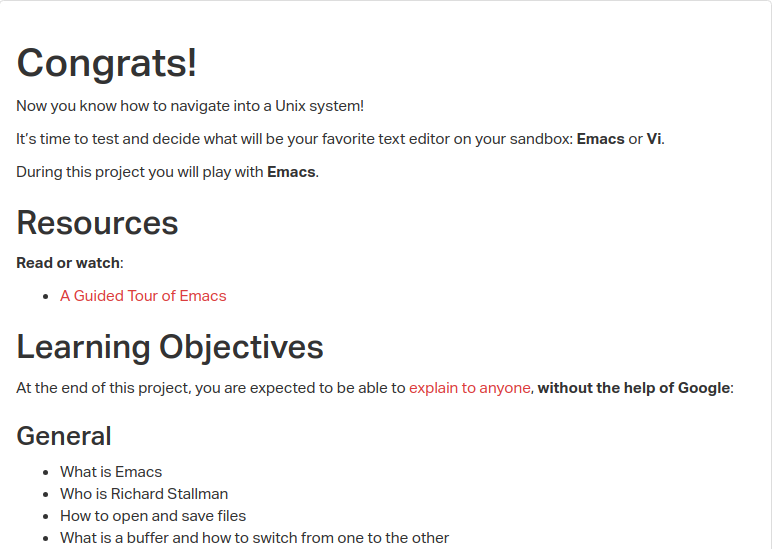 Congrats!
Now you know how to navigate into a Unix system!
It’s time to test and decide what will be your favorite text editor on your sandbox: Emacs or Vi.
During this project you will play with Emacs.
Resources
Read or watch:
• A Guided Tour of Emacs
Learning Objectives
At the end of this project, you are expected to be able to explain to anyone, without the help of Google:
General
• What is Emacs
• Who is Richard Stallman
• How to open and save files
• What is a buffer and how to switch from one to the other